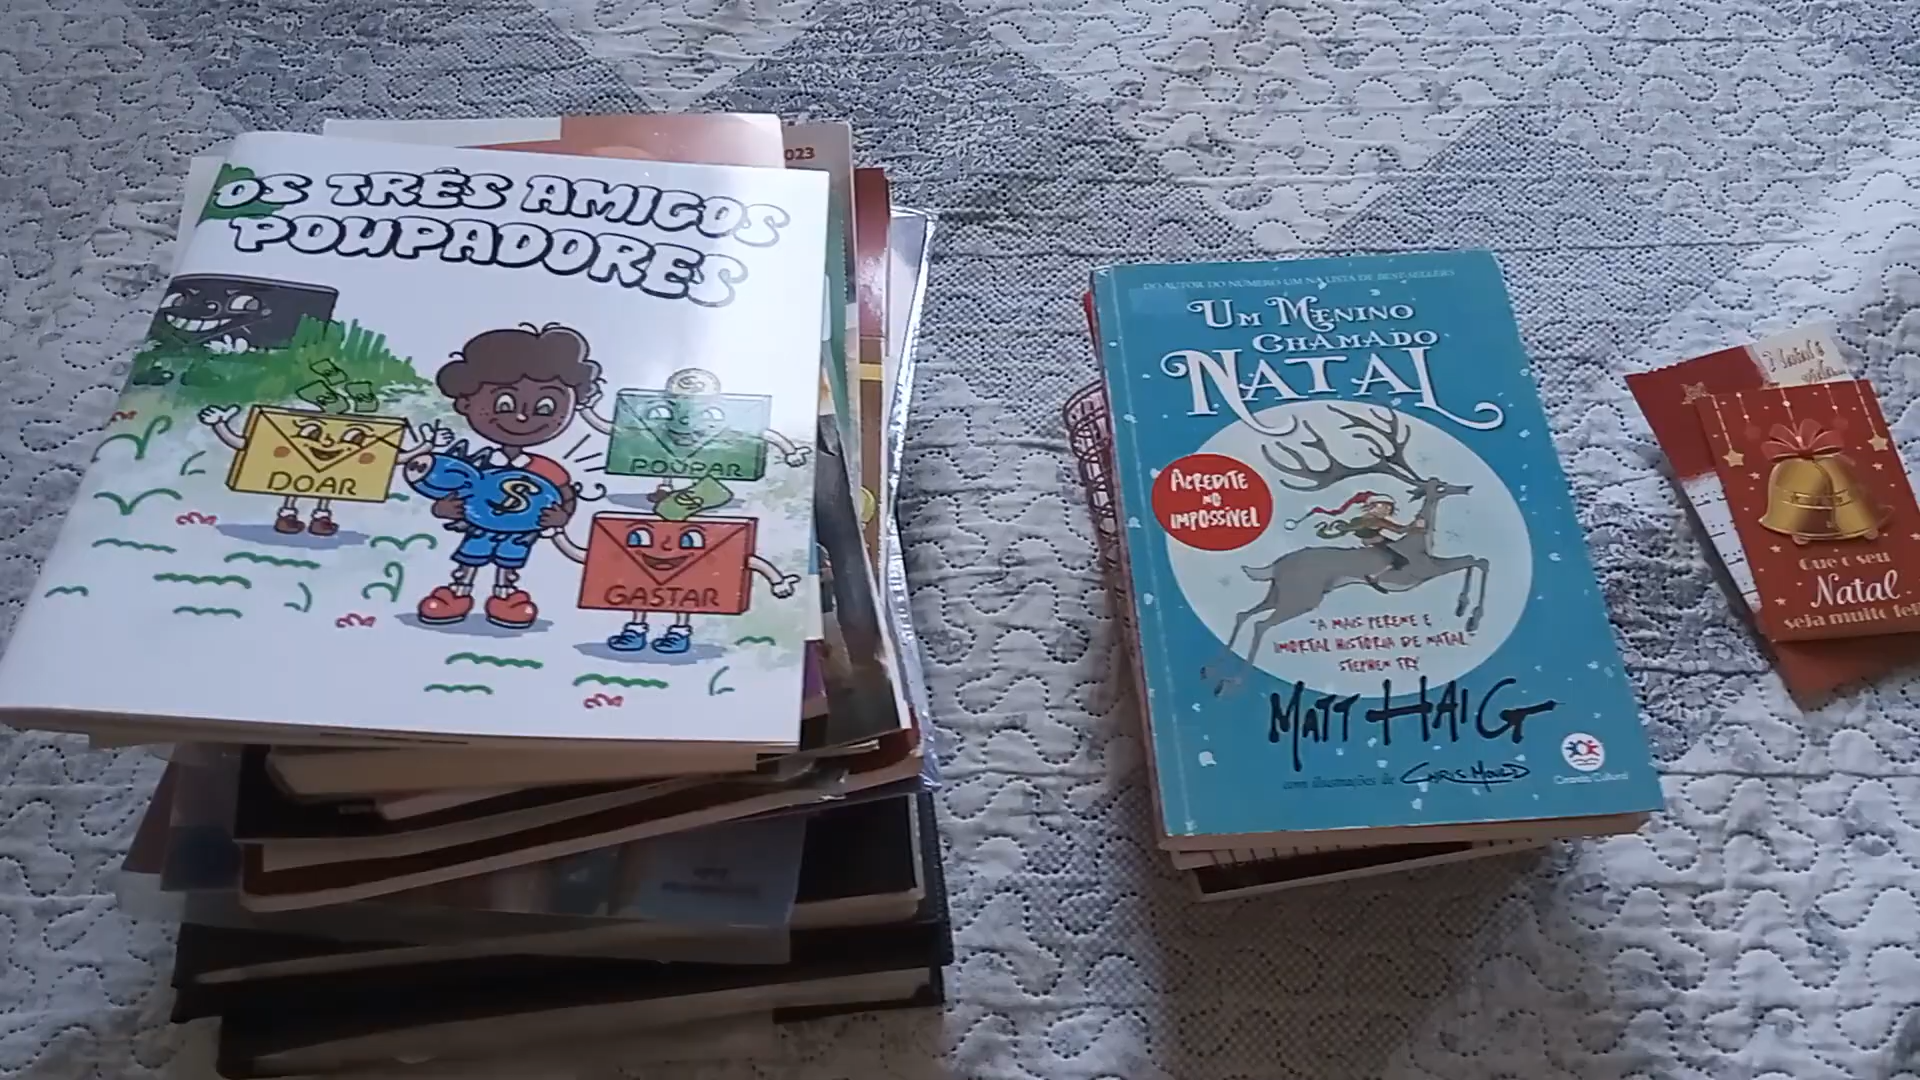 OS TRÊS AMIGOS
POUPADORES
DOAR
POUPAR
GASTAR
$
023
DO AUTOR DO NÚMERO UM NA LISTA DE BEST-SELLERS
UM MENINO
CHAMADO
NATAL
ACREDITE
NO
IMPOSSÍVEL
"A MAIS PERENE E
IMORTAL HISTÓRIA DE NATAL"
STEPHEN FRY
MATT HAIG
com ilustrações de CHRIS MOULD
Ciranda Cultural
Que o seu
Natal
seja muito